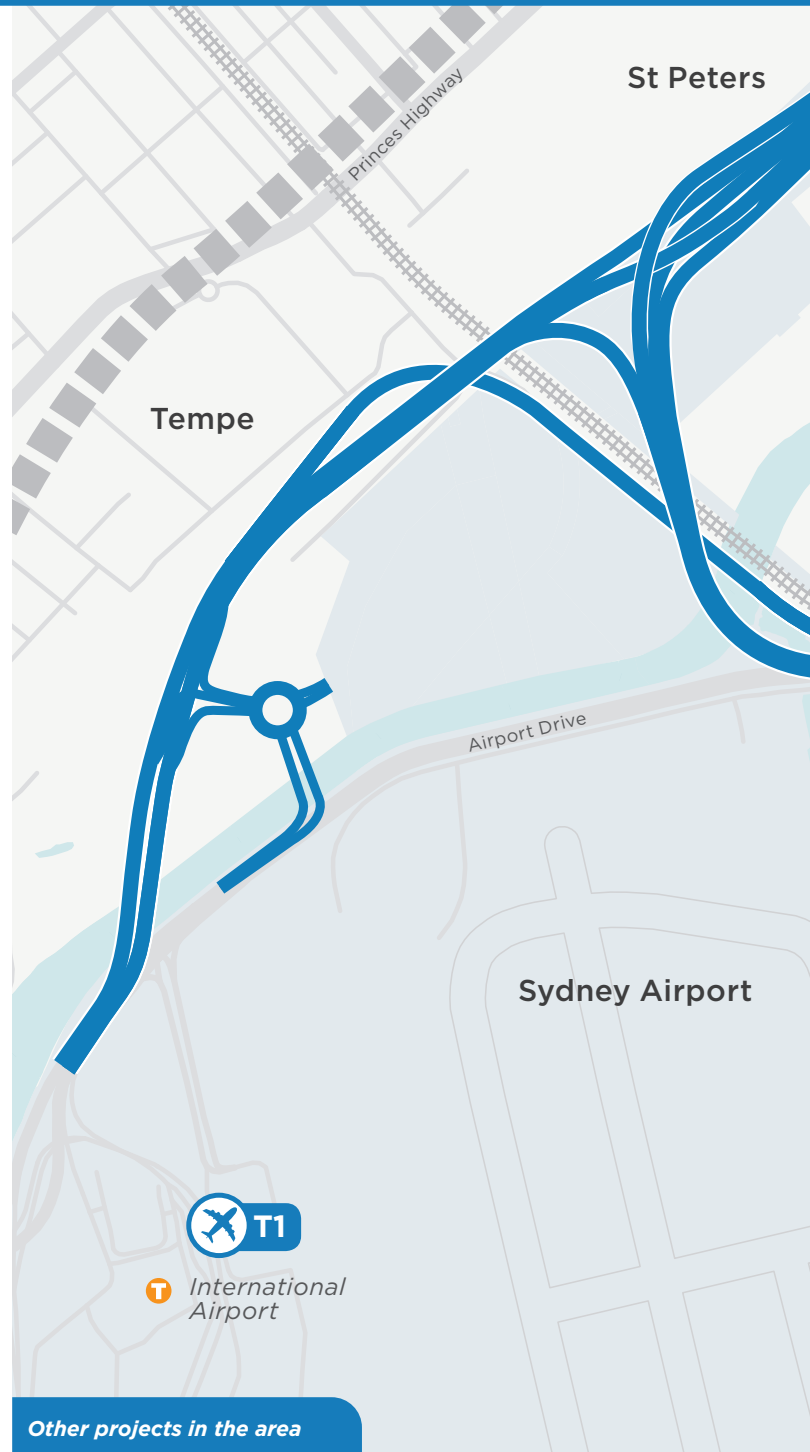 St Peters
Princes Highway
Tempe
Airport Drive
Sydney Airport
T1
T
International
Airport
Other projects in the area